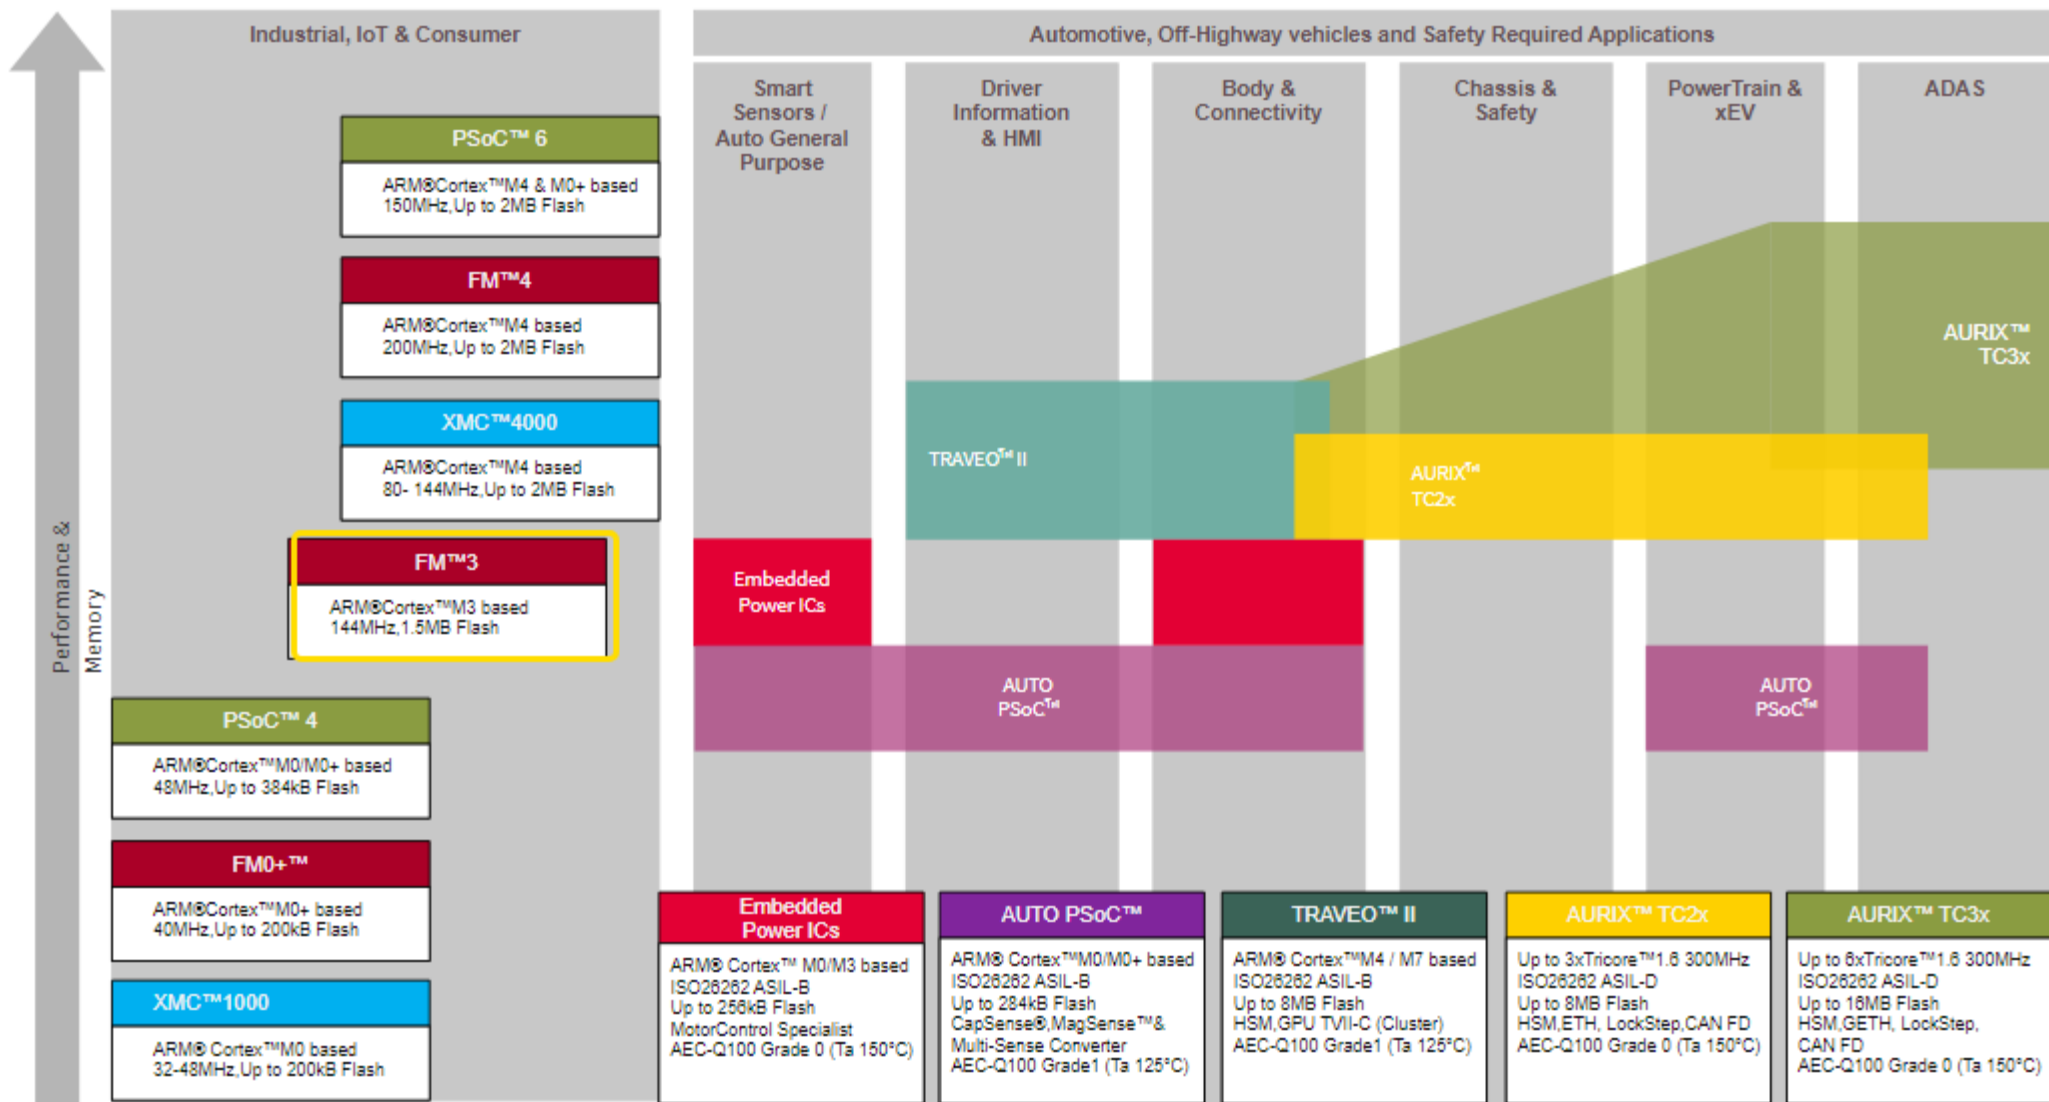 Performance &
Memory
Industrial, IoT & Consumer
PSoC™ 6
ARM®Cortex™M4 & M0+ based
150MHz,Up to 2MB Flash
FM™4
ARM®Cortex™M4 based
200MHz,Up to 2MB Flash
XMC™4000
ARM®Cortex™M4 based
80- 144MHz,Up to 2MB Flash
FM™3
ARM®Cortex™M3 based
144MHz,1.5MB Flash
PSoC™ 4
ARM®Cortex™M0/M0+ based
48MHz,Up to 384kB Flash
FM0+™
ARM®Cortex™M0+ based
40MHz,Up to 200kB Flash
XMC™1000
ARM® Cortex™M0 based
32-48MHz,Up to 200kB Flash
Automotive, Off-Highway vehicles and Safety Required Applications
Smart
Sensors /
Auto General
Purpose
Driver
Information
& HMI
Body &
Connectivity
Chassis &
Safety
PowerTrain &
xEV
ADAS
AURIX™
TC3x
TRAVEO™ II
AURIX™
TC2x
Embedded
Power ICs
AUTO
PSoC™
AUTO
PSoC™
Embedded
Power ICs
ARM® Cortex™ M0/M3 based
ISO26262 ASIL-B
Up to 256kB Flash
MotorControl Specialist
AEC-Q100 Grade 0 (Ta 150°C)
AUTO PSoC™
ARM® Cortex™M0/M0+ based
ISO26262 ASIL-B
Up to 284kB Flash
CapSense®,MagSense™&
Multi-Sense Converter
AEC-Q100 Grade1 (Ta 125°C)
TRAVEO™ II
ARM® Cortex™M4 / M7 based
ISO26262 ASIL-B
Up to 8MB Flash
HSM,GPU TVII-C (Cluster)
AEC-Q100 Grade1 (Ta 125°C)
AURIX™ TC2x
Up to 3xTricore™1.6 300MHz
ISO26262 ASIL-D
Up to 8MB Flash
HSM,ETH, LockStep,CAN FD
AEC-Q100 Grade 0 (Ta 150°C)
AURIX™ TC3x
Up to 6xTricore™1.6 300MHz
ISO26262 ASIL-D
Up to 16MB Flash
HSM,GETH, LockStep,
CAN FD
AEC-Q100 Grade 0 (Ta 150°C)